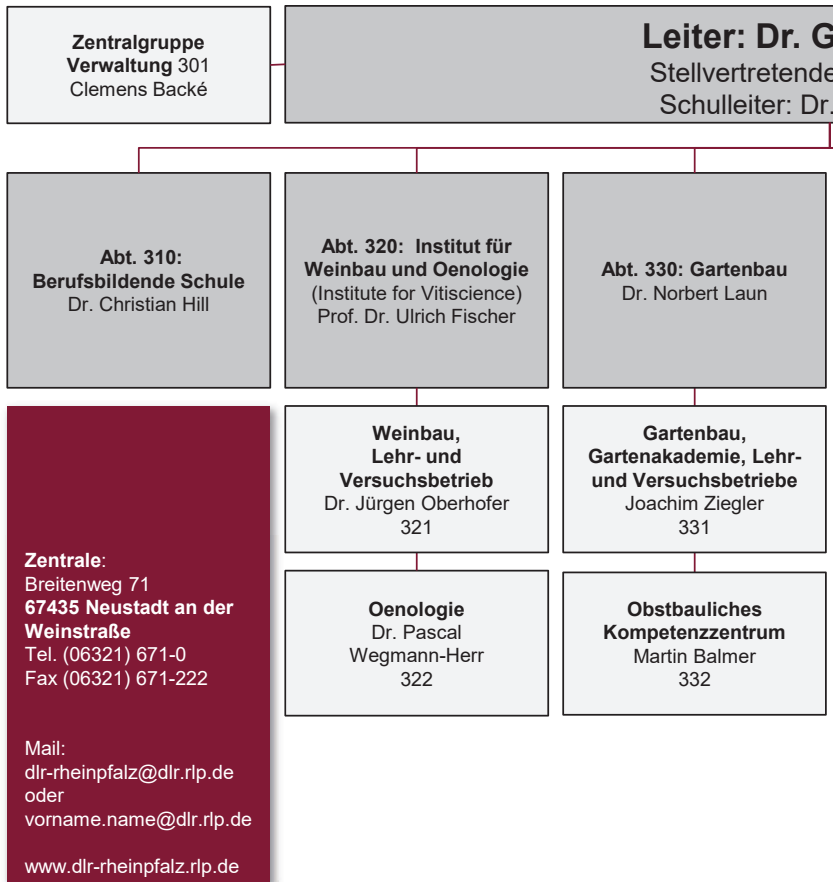 Zentralgruppe
Verwaltung 301
Clemens Backé
Leiter: Dr. G
Stellvertretende
Schulleiter: Dr.
Abt. 310:
Berufsbildende Schule
Dr. Christian Hill
Abt. 320: Institut für
Weinbau und Oenologie
(Institute for Vitiscience)
Prof. Dr. Ulrich Fischer
Abt. 330: Gartenbau
Dr. Norbert Laun
Weinbau,
Lehr- und
Versuchsbetrieb
Dr. Jürgen Oberhofer
321
Gartenbau,
Gartenakademie, Lehr-
und Versuchsbetriebe
Joachim Ziegler
331
Oenologie
Dr. Pascal
Wegmann-Herr
322
Obstbauliches
Kompetenzzentrum
Martin Balmer
332
Zentrale:
Breitenweg 71
67435 Neustadt an der
Weinstraße
Tel. (06321) 671-0
Fax (06321) 671-222
Mail:
dlr-rheinpfalz@dlr.rlp.de
oder
vorname.name@dlr.rlp.de
www.dlr-rheinpfalz.rlp.de